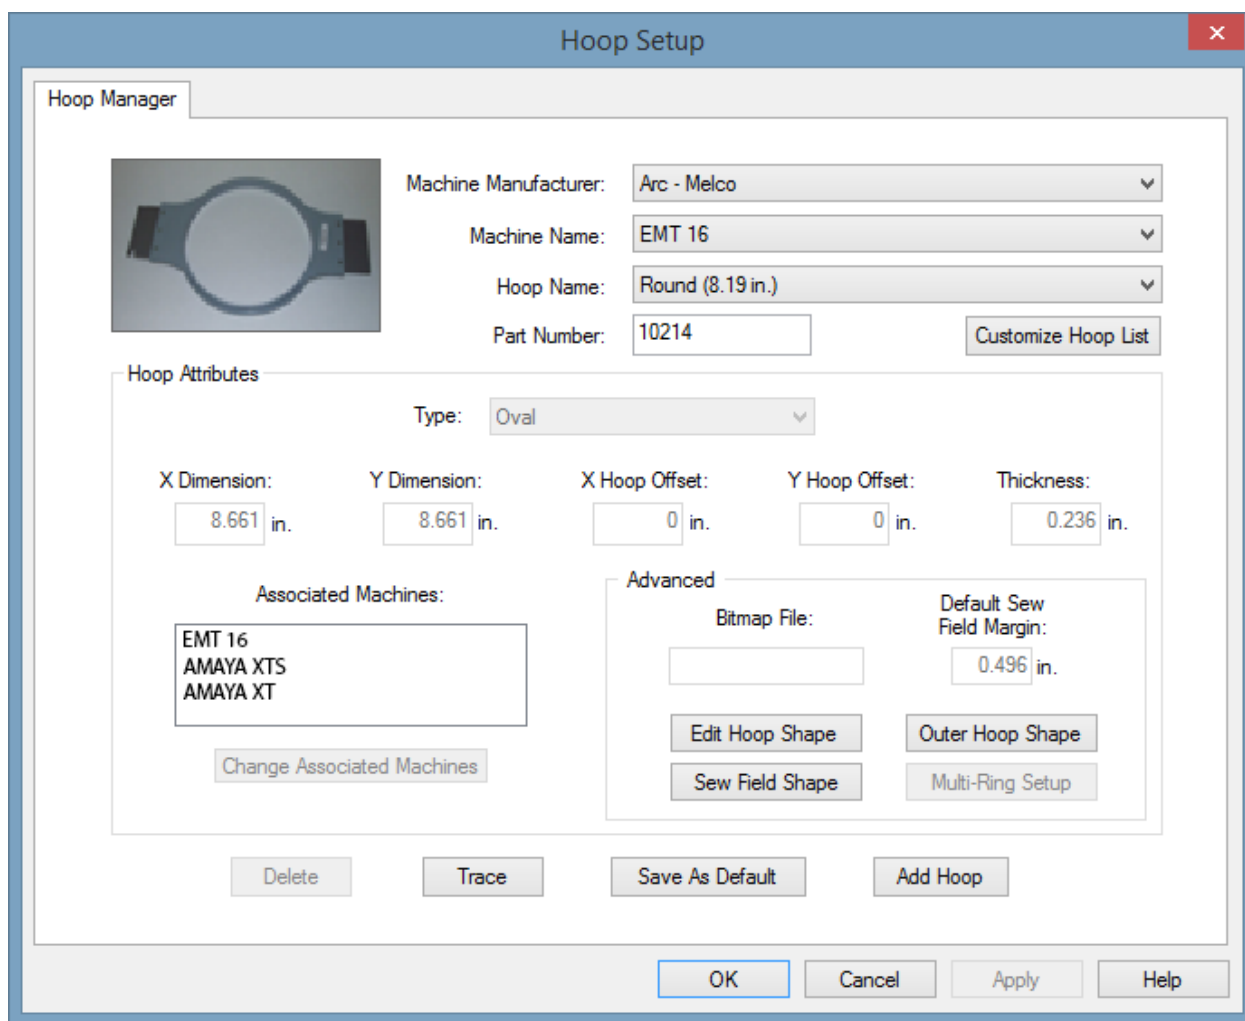 Hoop Setup
Hoop Manager
Machine Manufacturer: Arc - Melco
Machine Name: EMT 16
Hoop Name: Round (8.19 in.)
Part Number: 10214 Customize Hoop List
Hoop Attributes
Type: Oval
X Dimension: Y Dimension: X Hoop Offset: Y Hoop Offset: Thickness:
8.661 in. 8.661 in. 0 in. 0 in. 0.236 in.
Associated Machines:
EMT 16
AMAYA XTS
AMAYA XT
Change Associated Machines
Advanced
Bitmap File:
Default Sew
Field Margin:
0.496 in.
Edit Hoop Shape Outer Hoop Shape
Sew Field Shape Multi-Ring Setup
Delete Trace Save As Default Add Hoop
OK Cancel Apply Help